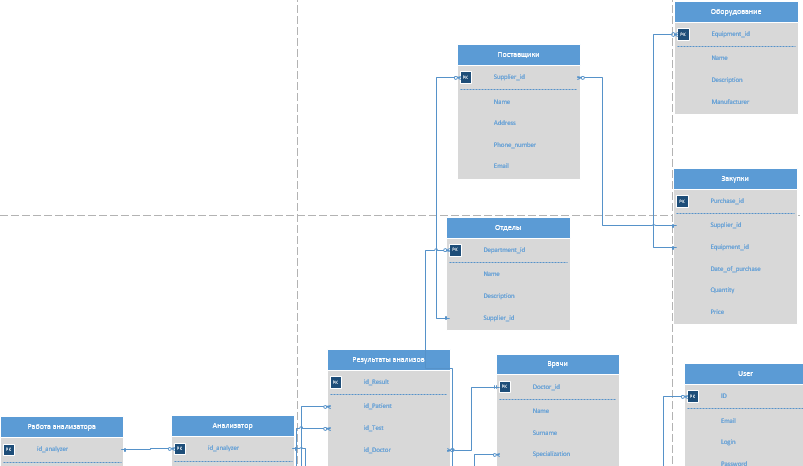 Оборудование
PK Equipment_id
Name
Description
Manufacturer
Поставщики
PK Supplier_id
Name
Address
Phone_number
Email
Закупки
PK Purchase_id
Supplier_id
Equipment_id
Date_of_purchase
Quantity
Price
Отделы
PK Department_id
Name
Description
Supplier_id
Результаты анализов
PK id_Result
id_Patient
id_Test
id_Doctor
Врачи
PK Doctor_id
Name
Surname
Specialization
User
PK ID
Email
Login
Password
Работа анализатора
PK id_analyzer
Анализатор
PK id_analyzer